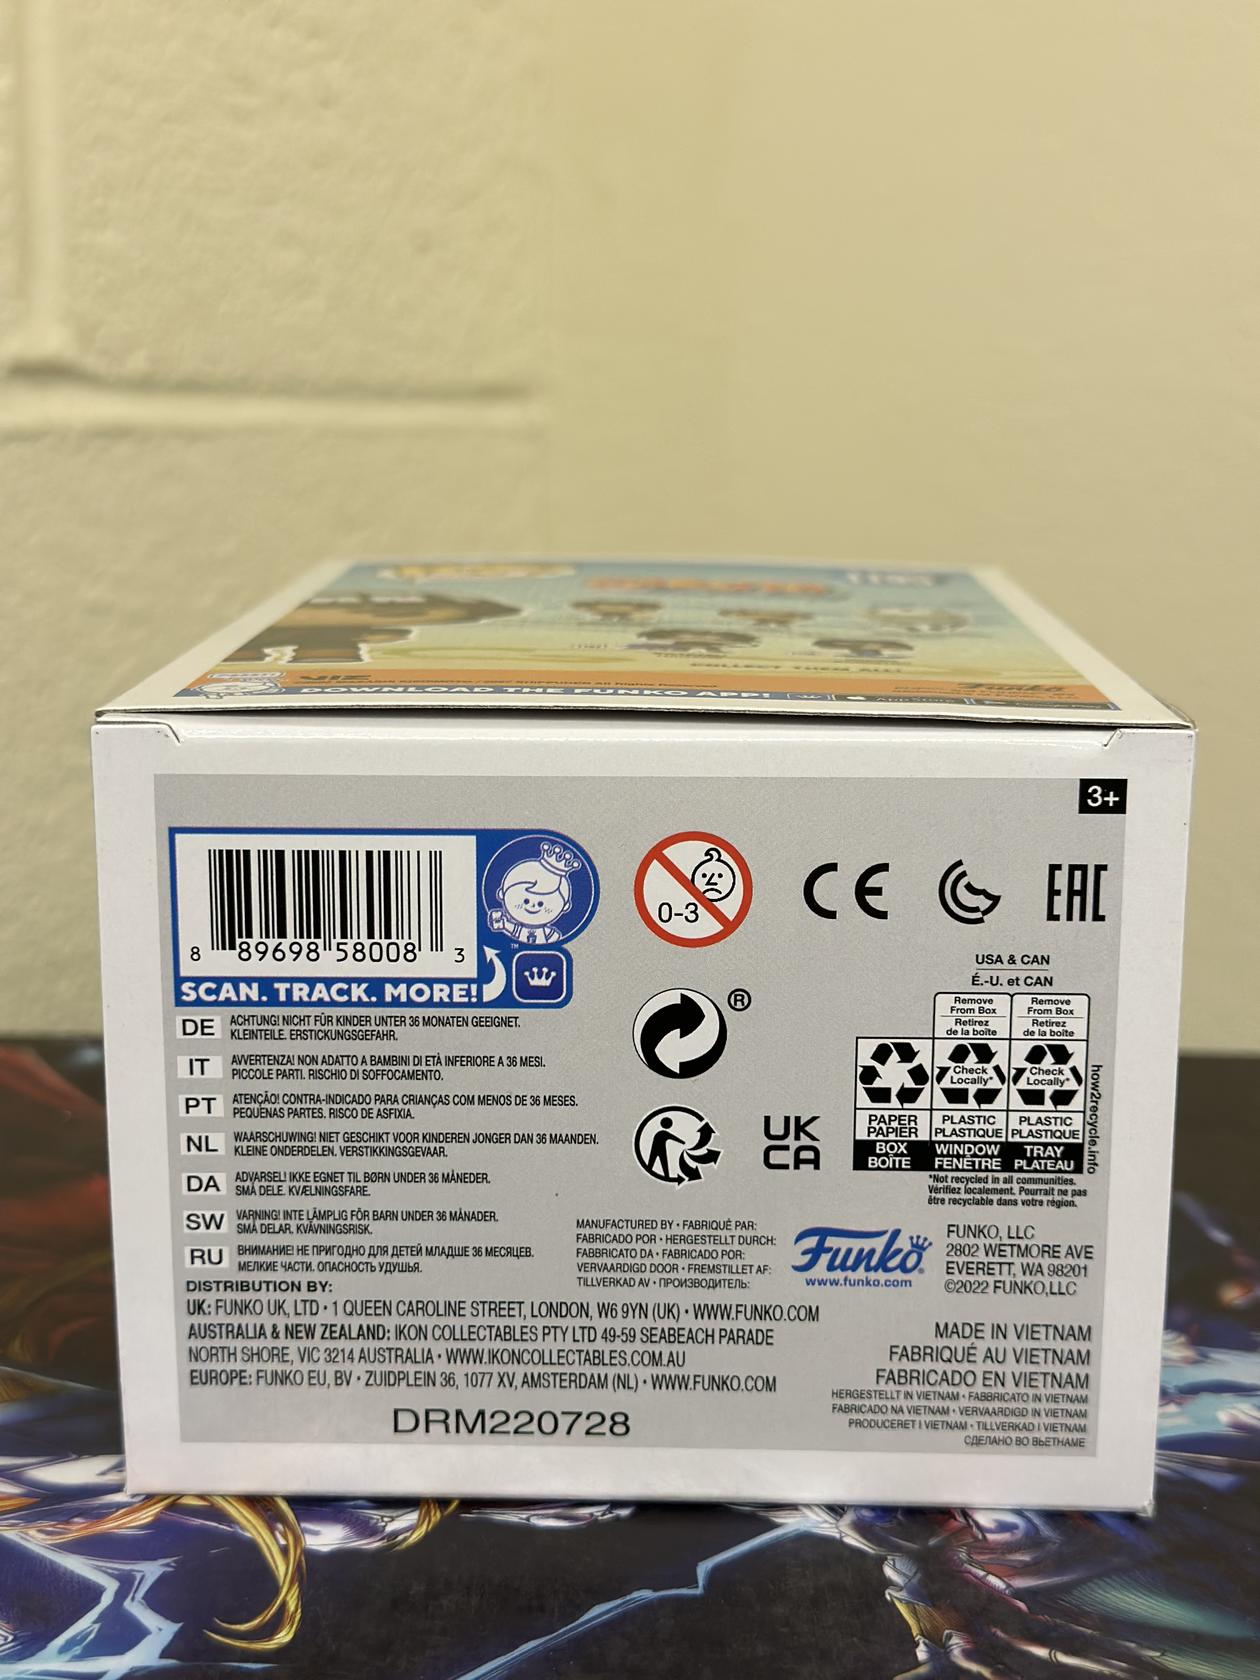 COLLECT THEM ALL!
VIZ
Funko
DOWNLOAD THE FUNKO APP!
3+
8 89698 58008 3
™
SCAN. TRACK. MORE!
0-3
CE
EAC
USA & CAN
É.-U. et CAN
Remove From Box
Retirez de la boîte
Remove From Box
Retirez de la boîte
Check Locally*
Check Locally*
PAPER PAPIER
PLASTIC PLASTIQUE
PLASTIC PLASTIQUE
BOX BOÎTE
WINDOW FENÊTRE
TRAY PLATEAU
how2recycle.info
*Not recycled in all communities.
Vérifiez localement. Pourrait ne pas
être recyclable dans votre région.
®
UK
CA
DE ACHTUNG! NICHT FÜR KINDER UNTER 36 MONATEN GEEIGNET.
KLEINTEILE. ERSTICKUNGSGEFAHR.
IT AVVERTENZA! NON ADATTO A BAMBINI DI ETÀ INFERIORE A 36 MESI.
PICCOLE PARTI. RISCHIO DI SOFFOCAMENTO.
PT ATENÇÃO! CONTRA-INDICADO PARA CRIANÇAS COM MENOS DE 36 MESES.
PEQUENAS PARTES. RISCO DE ASFIXIA.
NL WAARSCHUWING! NIET GESCHIKT VOOR KINDEREN JONGER DAN 36 MAANDEN.
KLEINE ONDERDELEN. VERSTIKKINGSGEVAAR.
DA ADVARSEL! IKKE EGNET TIL BØRN UNDER 36 MÅNEDER.
SMÅ DELE. KVÆLNINGSFARE.
SW VARNING! INTE LÄMPLIG FÖR BARN UNDER 36 MÅNADER.
SMÅ DELAR. KVÄVNINGSRISK.
RU ВНИМАНИЕ! НЕ ПРИГОДНО ДЛЯ ДЕТЕЙ МЛАДШЕ 36 МЕСЯЦЕВ.
МЕЛКИЕ ЧАСТИ. ОПАСНОСТЬ УДУШЬЯ.
MANUFACTURED BY • FABRIQUÉ PAR:
FABRICADO POR • HERGESTELLT DURCH:
FABBRICATO DA • FABRICADO POR:
VERVAARDIGD DOOR • FREMSTILLET AF:
TILLVERKAD AV • ПРОИЗВОДИТЕЛЬ:
Funko
www.funko.com
FUNKO, LLC
2802 WETMORE AVE
EVERETT, WA 98201
©2022 FUNKO,LLC
DISTRIBUTION BY:
UK: FUNKO UK, LTD • 1 QUEEN CAROLINE STREET, LONDON, W6 9YN (UK) • WWW.FUNKO.COM
AUSTRALIA & NEW ZEALAND: IKON COLLECTABLES PTY LTD 49-59 SEABEACH PARADE
NORTH SHORE, VIC 3214 AUSTRALIA • WWW.IKONCOLLECTABLES.COM.AU
EUROPE: FUNKO EU, BV • ZUIDPLEIN 36, 1077 XV, AMSTERDAM (NL) • WWW.FUNKO.COM
DRM220728
MADE IN VIETNAM
FABRIQUÉ AU VIETNAM
FABRICADO EN VIETNAM
HERGESTELLT IN VIETNAM • FABBRICATO IN VIETNAM
FABRICADO NA VIETNAM • VERVAARDIGD IN VIETNAM
PRODUCERET I VIETNAM • TILLVERKAD I VIETNAM
СДЕЛАНО ВО ВЬЕТНАМЕ